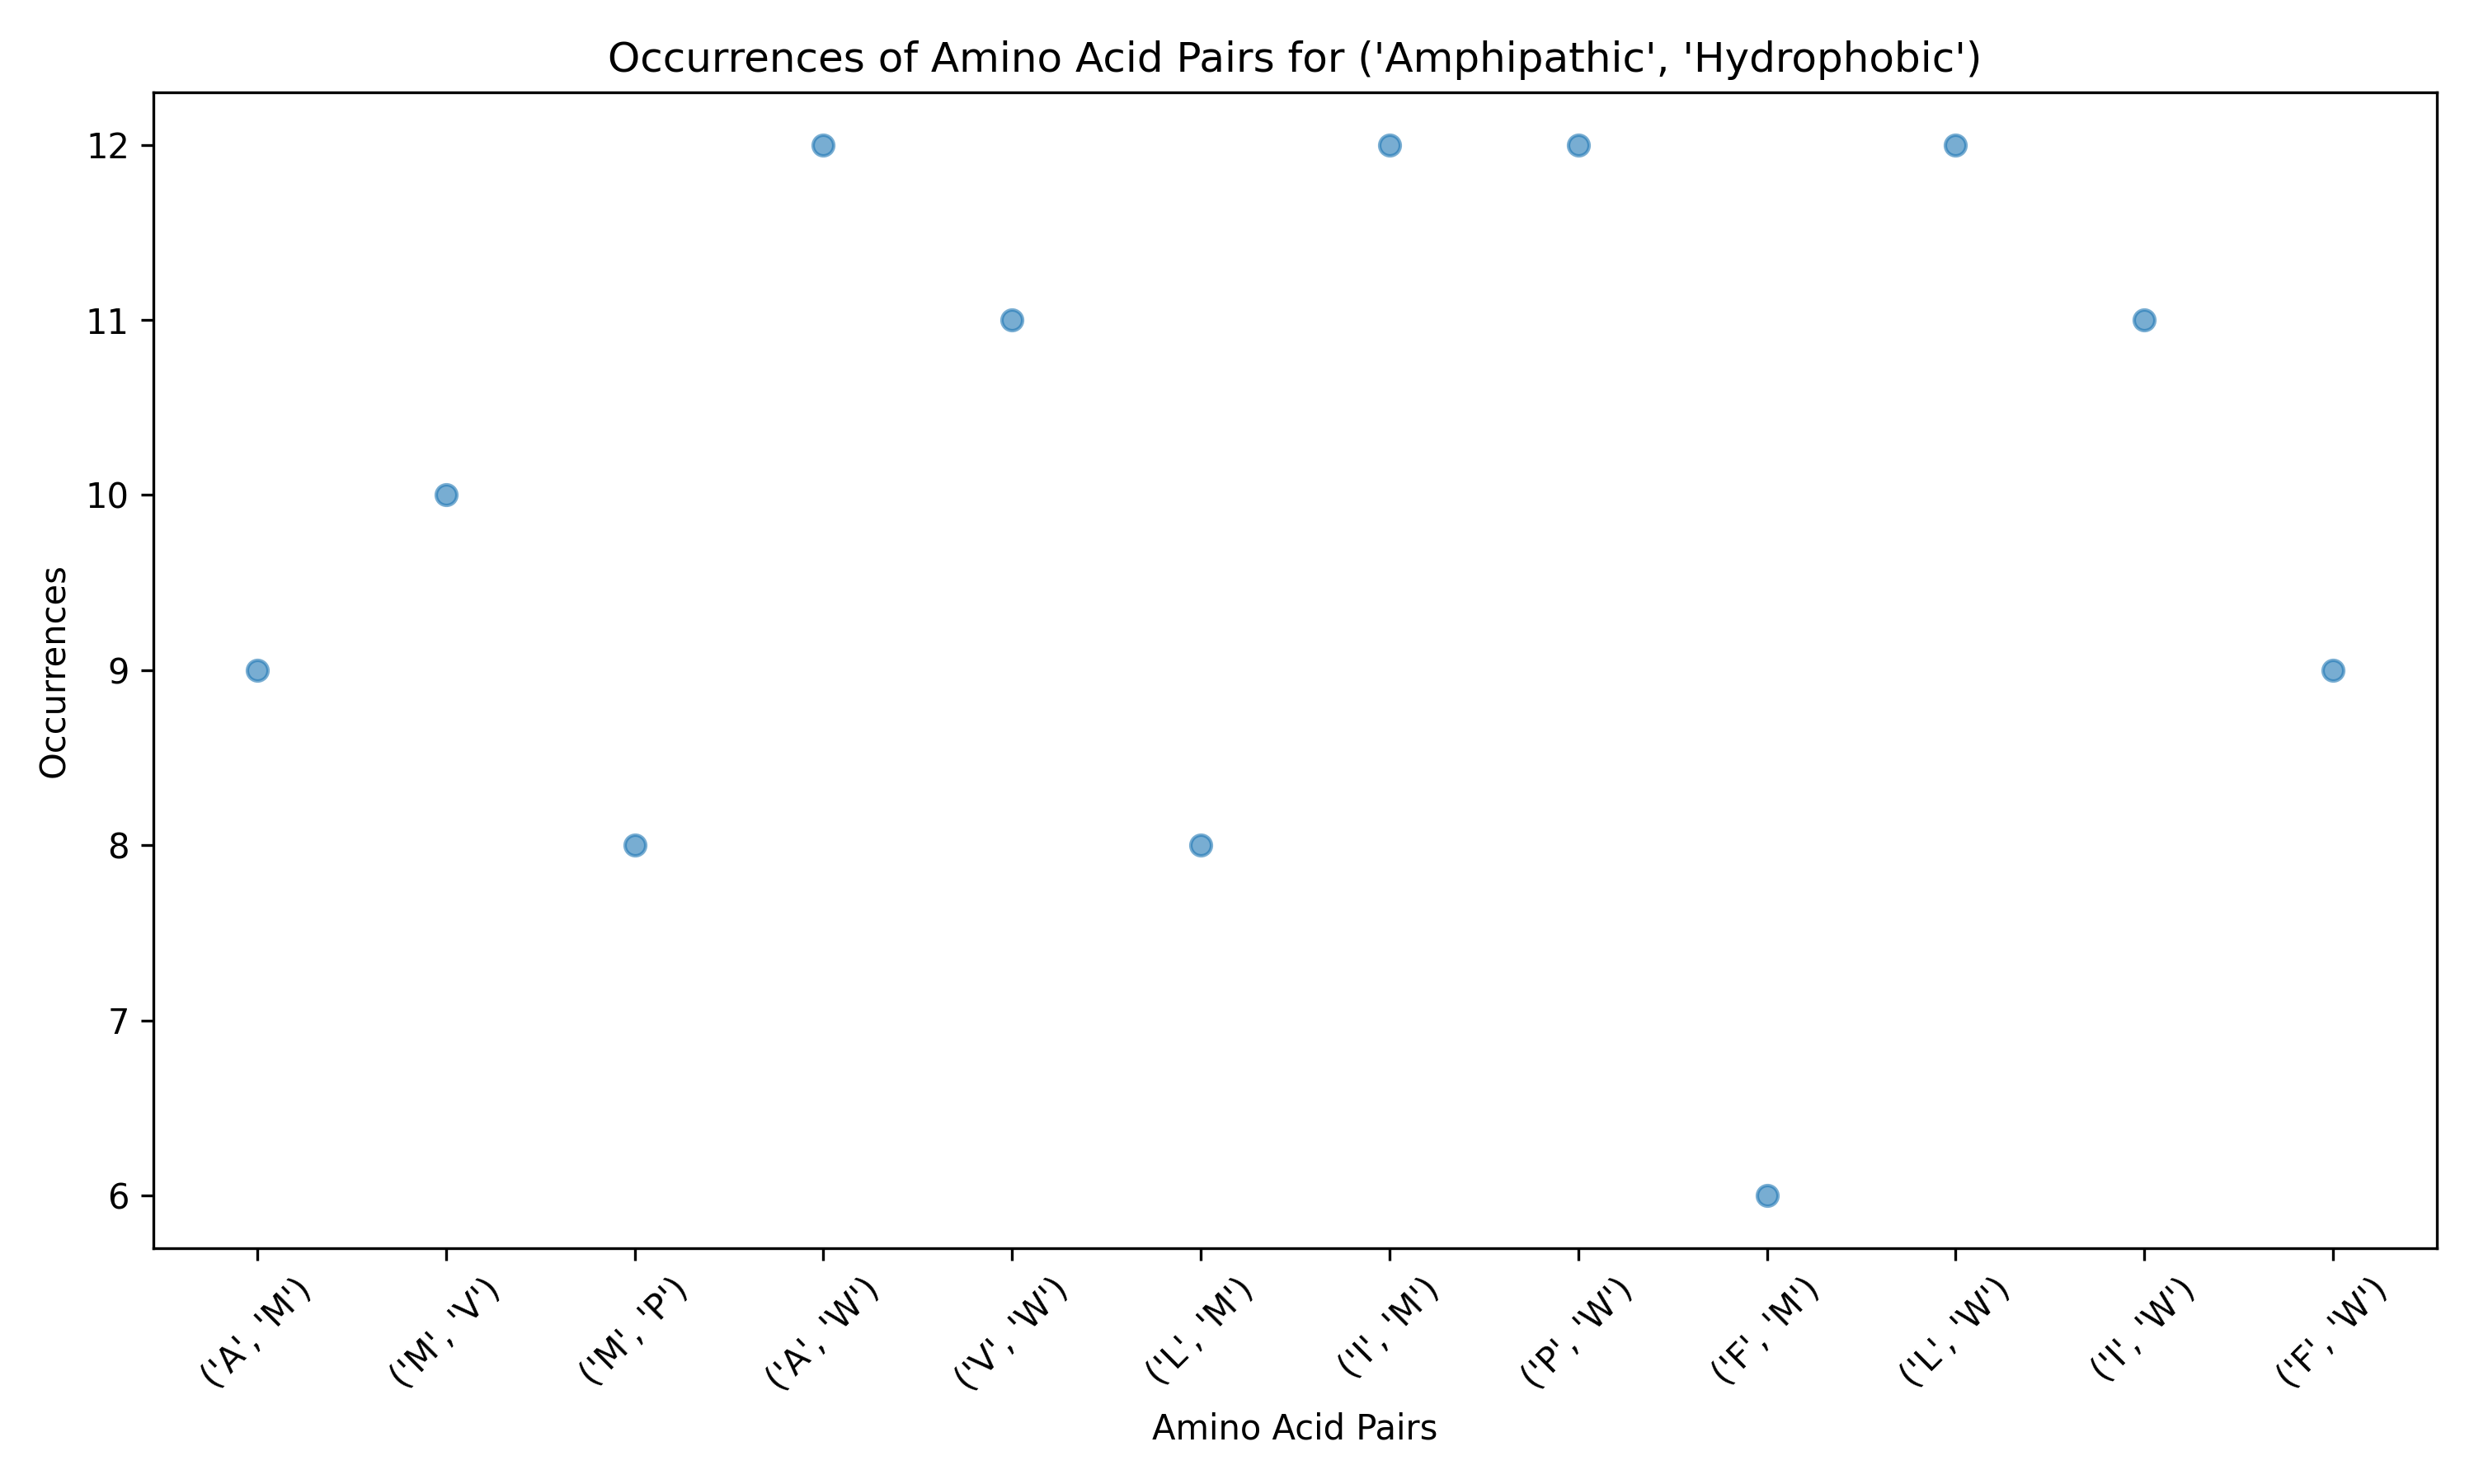 Occurrences of Amino Acid Pairs for ('Amphipathic', 'Hydrophobic')
Occurrences
12
11
10
9
8
7
6
('A', 'M')
('M', 'V')
('M', 'P')
('A', 'W')
('V', 'W')
('L', 'M')
('I', 'M')
('P', 'W')
('F', 'M')
('L', 'W')
('I', 'W')
('F', 'W')
Amino Acid Pairs